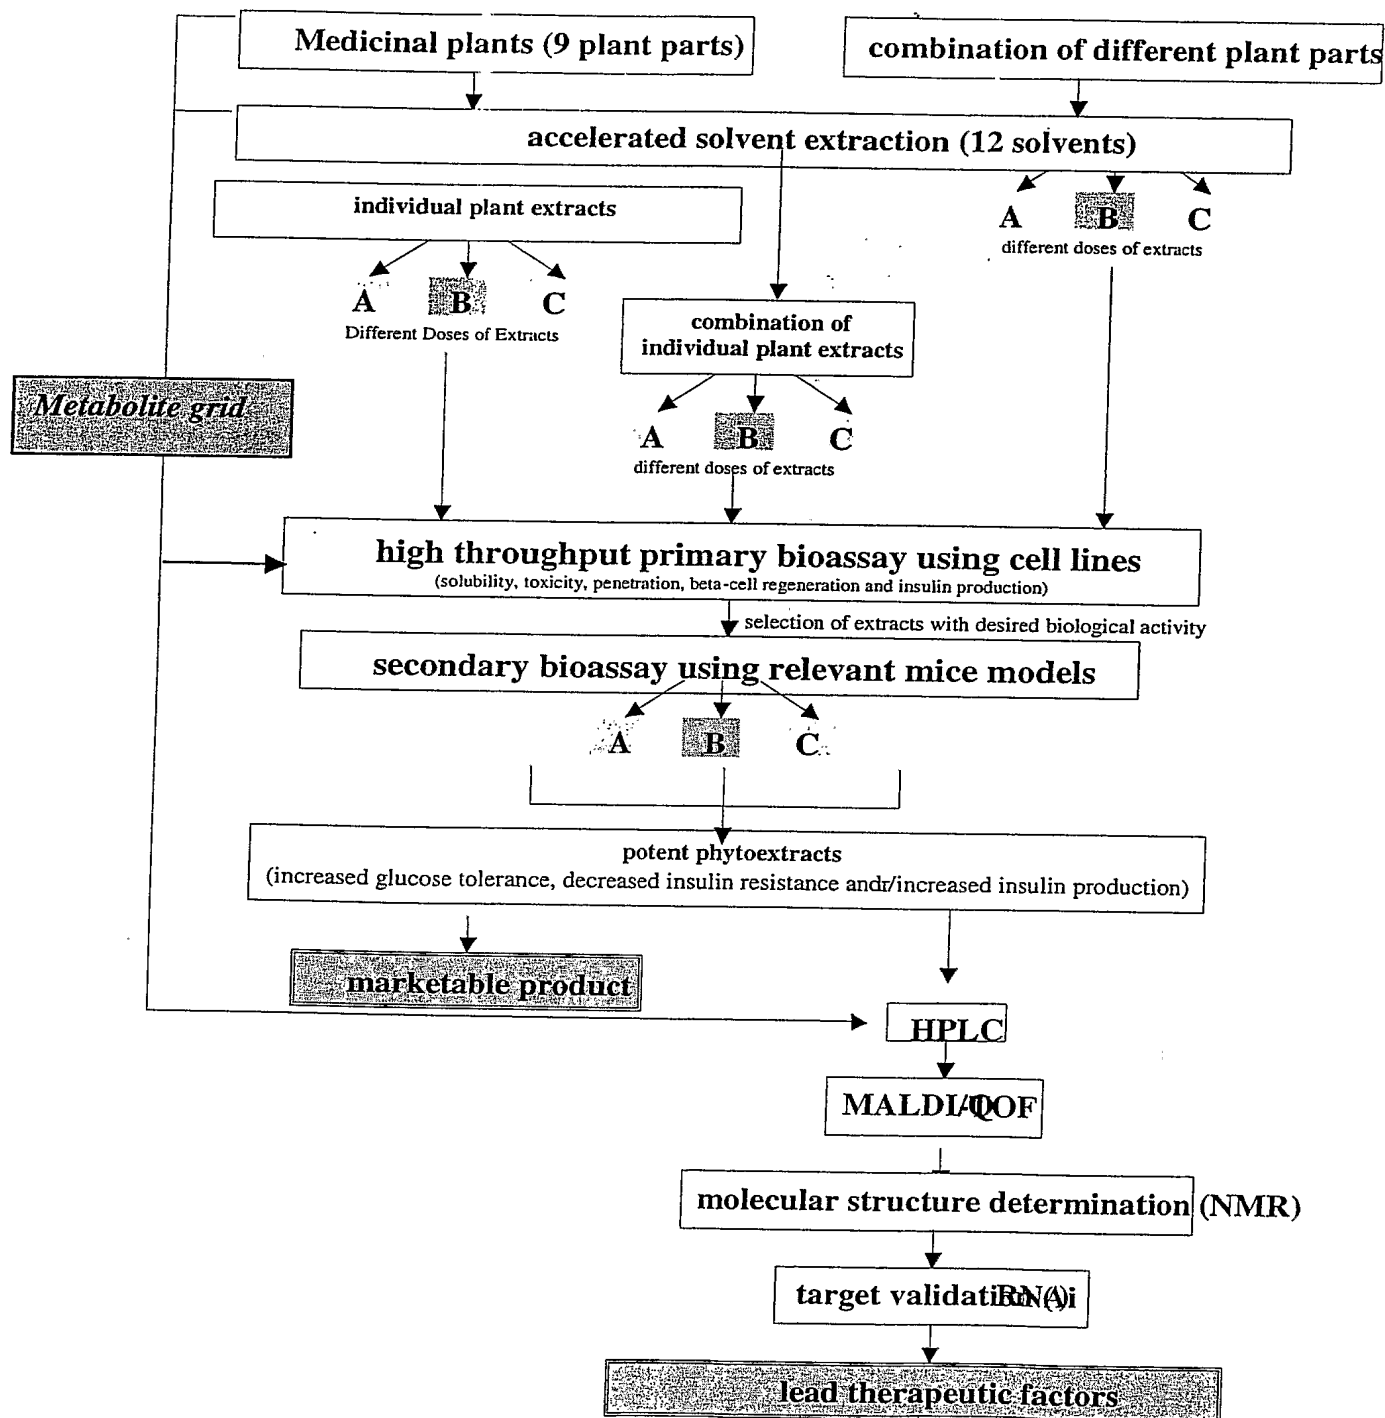 Medicinal plants (9 plant parts)
combination of different plant parts
accelerated solvent extraction (12 solvents)
individual plant extracts
A B C
different doses of extracts
A B C
Different Doses of Extracts
combination of
individual plant extracts
Metabolite grid
A B C
different doses of extracts
high throughput primary bioassay using cell lines
(solubility, toxicity, penetration, beta-cell regeneration and insulin production)
selection of extracts with desired biological activity
secondary bioassay using relevant mice models
A B C
potent phytoextracts
(increased glucose tolerance, decreased insulin resistance andr/increased insulin production)
marketable product
HPLC
MALDI
molecular structure determination (NMR)
target
lead therapeutic factors